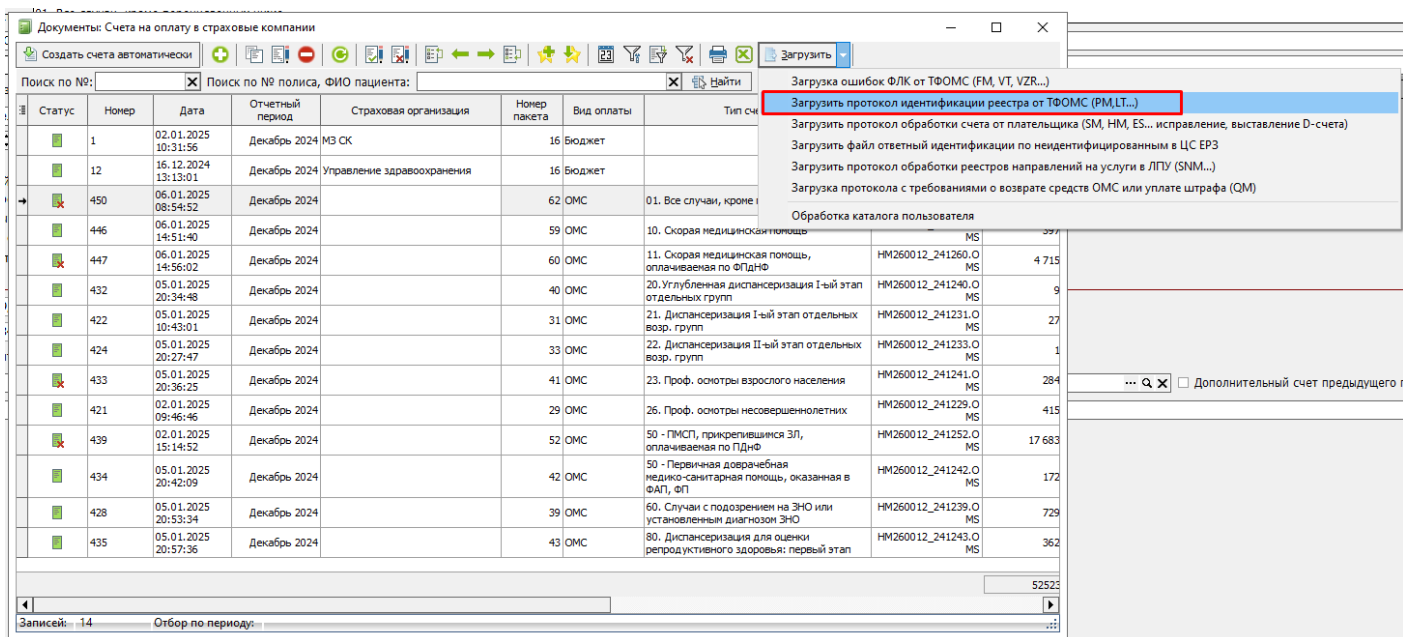 Документы: Счета на оплату в страховые компании
Создать счета автоматически
Загрузить
Поиск по №:
Поиск по № полиса, ФИО пациента:
Найти
Загрузка ошибок ФЛК от ТФОМС (FM, VT, VZR...)
Загрузить протокол идентификации реестра от ТФОМС (PM,LT...)
Загрузить протокол обработки счета от плательщика (SM, HM, ES... исправление, выставление D-счета)
Загрузить файл ответный идентификации по неидентифицированным в ЦС ЕРЗ
Загрузить протокол обработки реестров направлений на услуги в ЛПУ (SNM...)
Загрузка протокола с требованиями о возврате средств ОМС или уплате штрафа (QM)
Обработка каталога пользователя
Статус Номер Дата Отчетный период Страховая организация Номер пакета Вид оплаты Тип сче
1 02.01.2025 10:31:56 Декабрь 2024 МЗ СК 16 Бюджет
12 16.12.2024 13:13:01 Декабрь 2024 Управление здравоохранения 16 Бюджет
450 06.01.2025 08:54:52 Декабрь 2024 62 ОМС 01. Все случаи, кроме
446 06.01.2025 14:51:40 Декабрь 2024 59 ОМС 10. Скорая медицинская помощь MS 397
447 06.01.2025 14:56:02 Декабрь 2024 60 ОМС 11. Скорая медицинская помощь, оплачиваемая по ФПдНФ HM260012_241260.O MS 4 715
432 05.01.2025 20:34:48 Декабрь 2024 40 ОМС 20.Углубленная диспансеризация I-ый этап отдельных групп HM260012_241240.O MS 9
422 05.01.2025 10:43:01 Декабрь 2024 31 ОМС 21. Диспансеризация I-ый этап отдельных возр. групп HM260012_241231.O MS 27
424 05.01.2025 20:27:47 Декабрь 2024 33 ОМС 22. Диспансеризация II-ый этап отдельных возр. групп HM260012_241233.O MS 1
433 05.01.2025 20:36:25 Декабрь 2024 41 ОМС 23. Проф. осмотры взрослого населения HM260012_241241.O MS 284
421 02.01.2025 09:46:46 Декабрь 2024 29 ОМС 26. Проф. осмотры несовершеннолетних HM260012_241229.O MS 415
439 02.01.2025 15:14:52 Декабрь 2024 52 ОМС 50 - ПМСП, прикрепившимся ЗЛ, оплачиваемая по ПДнФ HM260012_241252.O MS 17 683
434 05.01.2025 20:42:09 Декабрь 2024 42 ОМС 50 - Первичная доврачебная медико-санитарная помощь, оказанная в ФАП, ФП HM260012_241242.O MS 172
428 05.01.2025 20:53:34 Декабрь 2024 39 ОМС 60. Случаи с подозрением на ЗНО или установленным диагнозом ЗНО HM260012_241239.O MS 729
435 05.01.2025 20:57:36 Декабрь 2024 43 ОМС 80. Диспансеризация для оценки репродуктивного здоровья: первый этап HM260012_241243.O MS 362
52523
Записей: 14 Отбор по периоду:
Дополнительный счет предыдущего